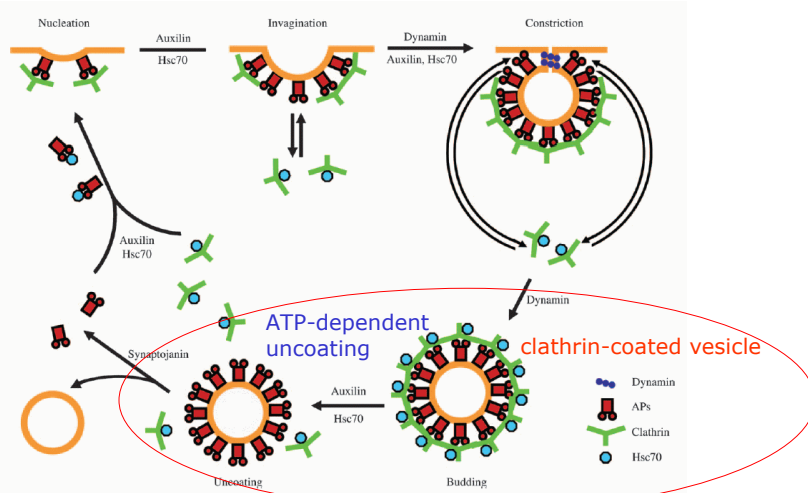 Nucleation
Auxilin
Hsc70
Invagination
Dynamin
Auxilin, Hsc70
Constriction
Auxilin
Hsc70
Dynamin
ATP-dependent
uncoating
clathrin-coated vesicle
Synaptojanin
Auxilin
Hsc70
Dynamin
APs
Clathrin
Hsc70
Uncoating
Budding